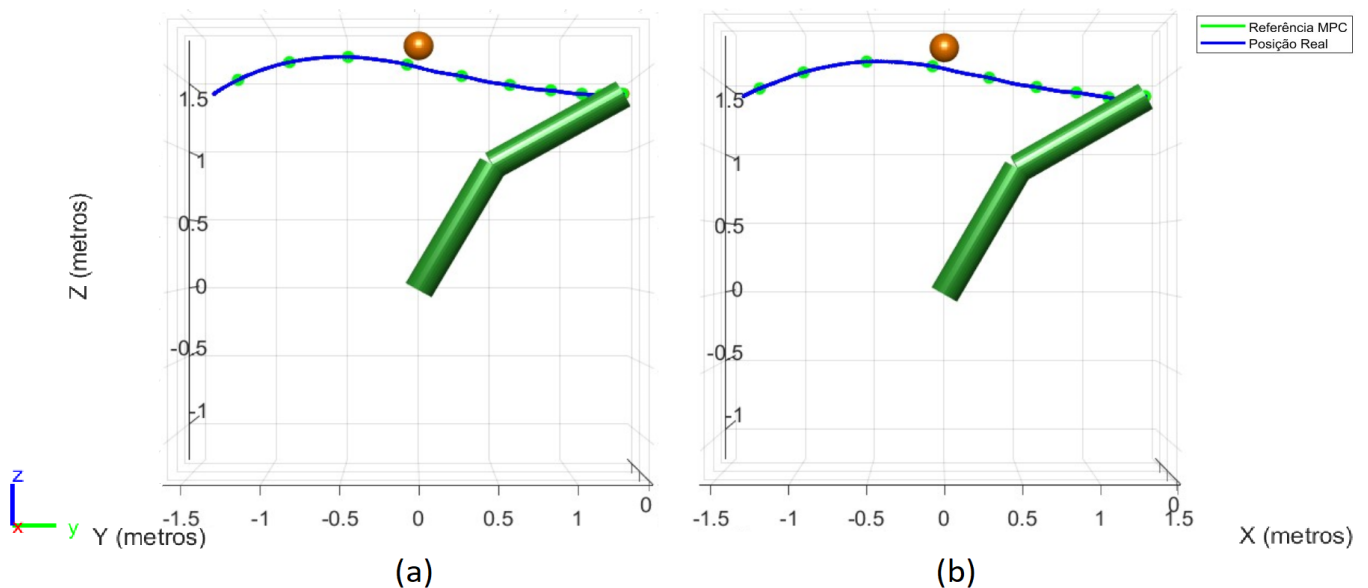 Referência MPC
Posição Real
1.5
1
0.5
0
-0.5
-1
Z (metros)
-1.5 -1 -0.5 0 0.5 1 0
z
x y
Y (metros)
(a)
1.5
1
0.5
0
-0.5
-1
-1.5 -1 -0.5 0 0.5 1 1.5 0
X (metros)
(b)